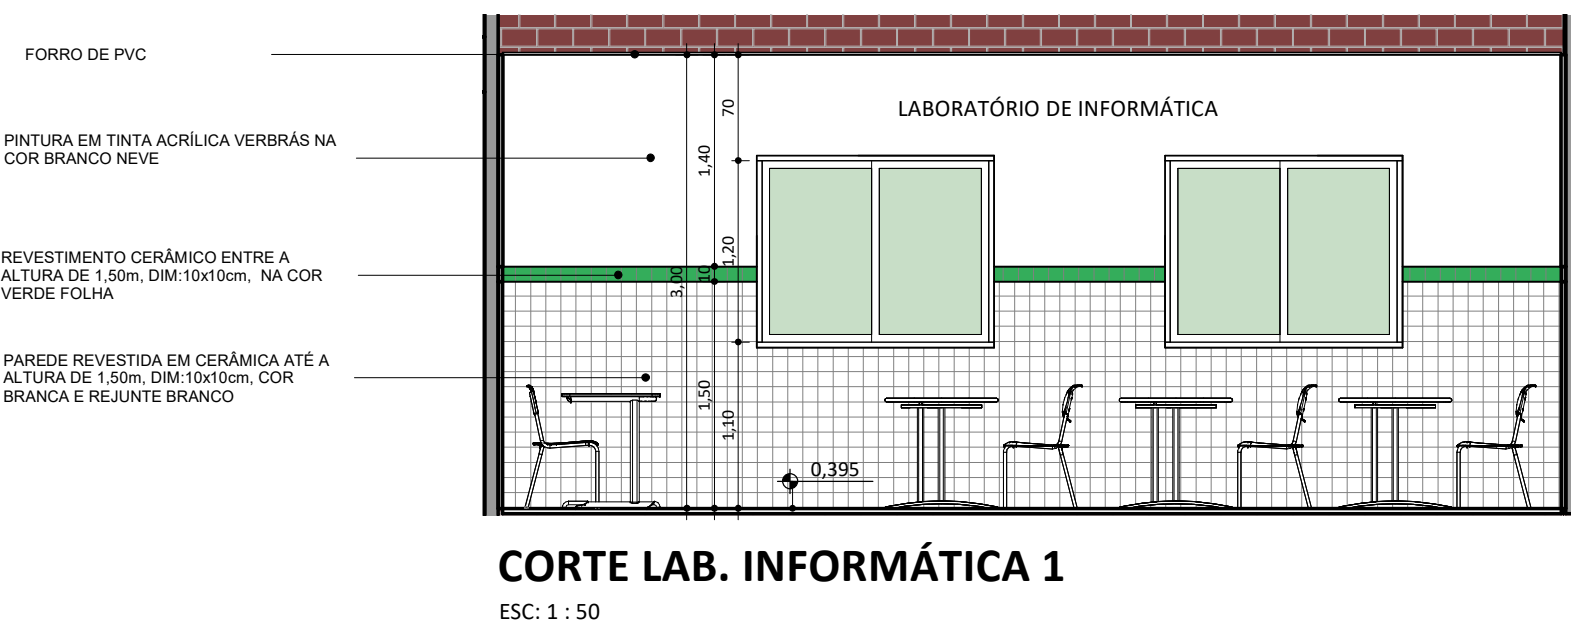 FORRO DE PVC
PINTURA EM TINTA ACRÍLICA VERBRÁS NA
COR BRANCO NEVE
REVESTIMENTO CERÂMICO ENTRE A
ALTURA DE 1,50m, DIM:10x10cm, NA COR
VERDE FOLHA
PAREDE REVESTIDA EM CERÂMICA ATÉ A
ALTURA DE 1,50m, DIM:10x10cm, COR
BRANCA E REJUNTE BRANCO
LABORATÓRIO DE INFORMÁTICA
70
1,40
1,20
10
3,00
1,50
1,10
0,395
CORTE LAB. INFORMÁTICA 1
ESC: 1 : 50